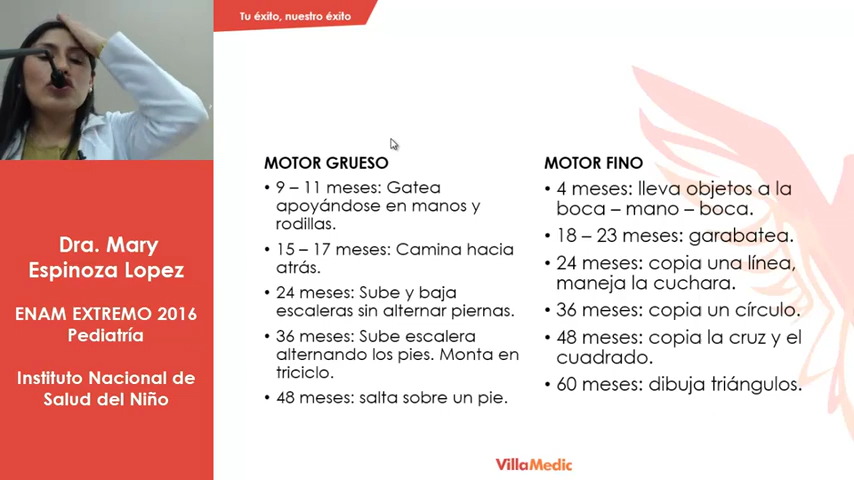 Tu éxito, nuestro éxito
Dra. Mary
Espinoza Lopez
ENAM EXTREMO 2016
Pediatría
Instituto Nacional de
Salud del Niño
MOTOR GRUESO
• 9 – 11 meses: Gatea
apoyándose en manos y
rodillas.
• 15 – 17 meses: Camina hacia
atrás.
• 24 meses: Sube y baja
escaleras sin alternar piernas.
• 36 meses: Sube escalera
alternando los pies. Monta en
triciclo.
• 48 meses: salta sobre un pie.
MOTOR FINO
• 4 meses: lleva objetos a la
boca – mano – boca.
• 18 – 23 meses: garabatea.
• 24 meses: copia una línea,
maneja la cuchara.
• 36 meses: copia un círculo.
• 48 meses: copia la cruz y el
cuadrado.
• 60 meses: dibuja triángulos.
VillaMedic